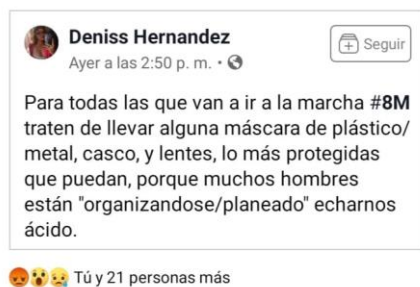 Deniss Hernandez
Seguir
Ayer a las 2:50 p. m. •
Para todas las que van a ir a la marcha #8M
traten de llevar alguna máscara de plástico/
metal, casco, y lentes, lo más protegidas
que puedan, porque muchos hombres
están "organizandose/planeado" echarnos
ácido.
Tú y 21 personas más